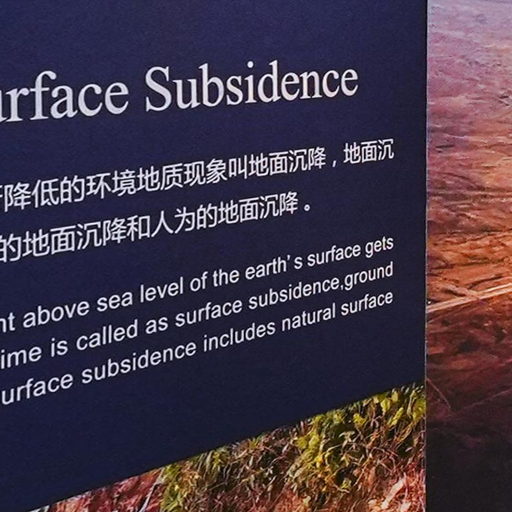 urface Subsidence
降低的环境地质现象叫地面沉降，地面沉
的地面沉降和人为的地面沉降。
nt above sea level of the earth's surface gets
ime is called as surface subsidence,ground
urface subsidence includes natural surface